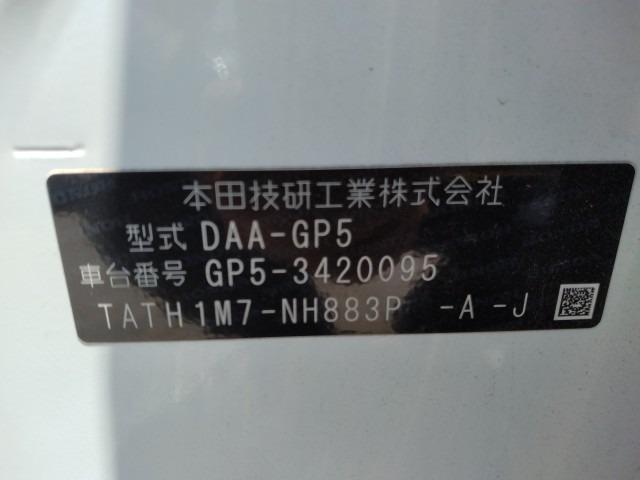 本田技研工業株式会社
型式 DAA-GP5
車台番号 GP5-3420095
TATH1M7-NH883P -A -J